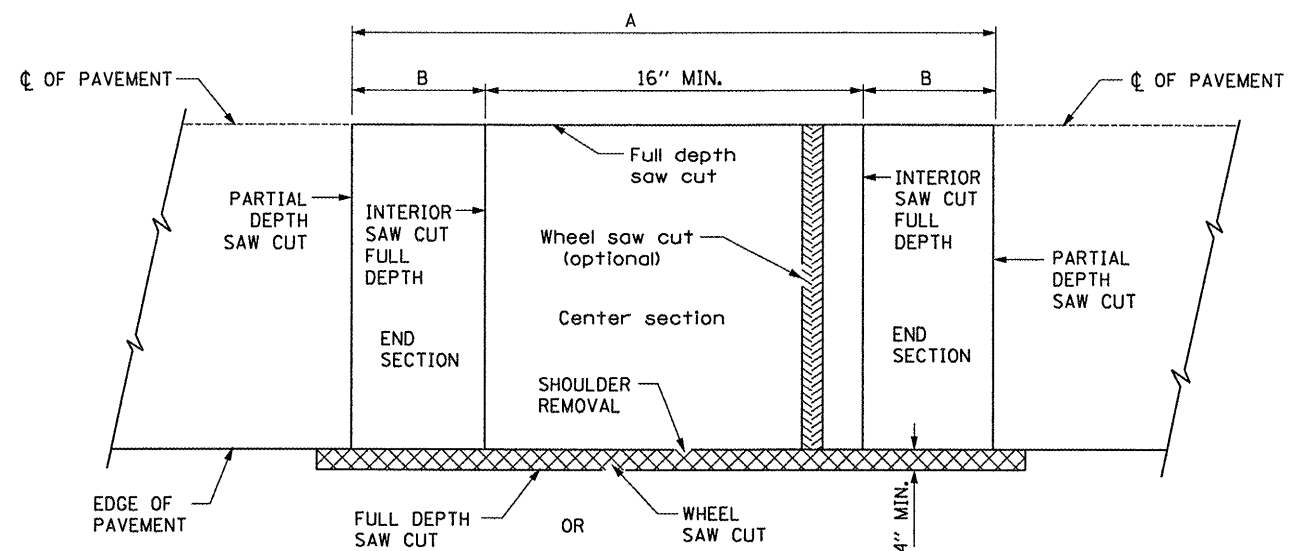 A
℄ OF PAVEMENT
B
16" MIN.
B
℄ OF PAVEMENT
Full depth
saw cut
PARTIAL
DEPTH
SAW CUT
INTERIOR
SAW CUT
FULL
DEPTH
INTERIOR
SAW CUT
FULL
DEPTH
Wheel saw cut
(optional)
PARTIAL
DEPTH
SAW CUT
Center section
END
SECTION
END
SECTION
SHOULDER
REMOVAL
EDGE OF
PAVEMENT
FULL DEPTH
SAW CUT
OR
WHEEL
SAW CUT
4" MIN.